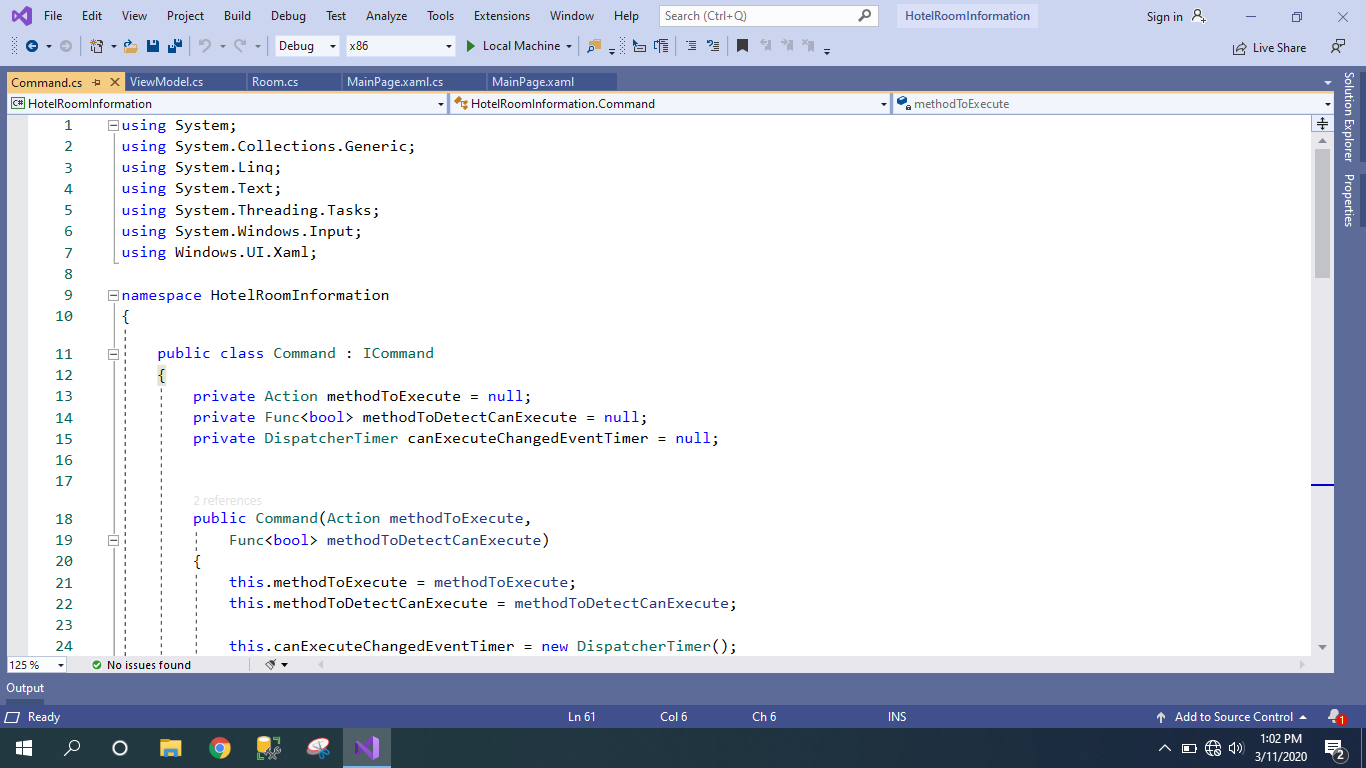 File Edit View Project Build Debug Test Analyze Tools Extensions Window Help Search (Ctrl+Q) HotelRoomInformation Sign in
Debug x86 Local Machine Live Share
Command.cs ViewModel.cs Room.cs MainPage.xaml.cs MainPage.xaml
C# HotelRoomInformation HotelRoomInformation.Command methodToExecute
Solution Explorer
Properties
1 using System;
2 using System.Collections.Generic;
3 using System.Linq;
4 using System.Text;
5 using System.Threading.Tasks;
6 using System.Windows.Input;
7 using Windows.UI.Xaml;
8
9 namespace HotelRoomInformation
10 {
11 public class Command : ICommand
12 {
13 private Action methodToExecute = null;
14 private Func<bool> methodToDetectCanExecute = null;
15 private DispatcherTimer canExecuteChangedEventTimer = null;
16
17
2 references
18 public Command(Action methodToExecute,
19 Func<bool> methodToDetectCanExecute)
20 {
21 this.methodToExecute = methodToExecute;
22 this.methodToDetectCanExecute = methodToDetectCanExecute;
23
24 this.canExecuteChangedEventTimer = new DispatcherTimer();
125 % No issues found
Output
Ready Ln 61 Col 6 Ch 6 INS Add to Source Control 1
1:02 PM
3/11/2020 2